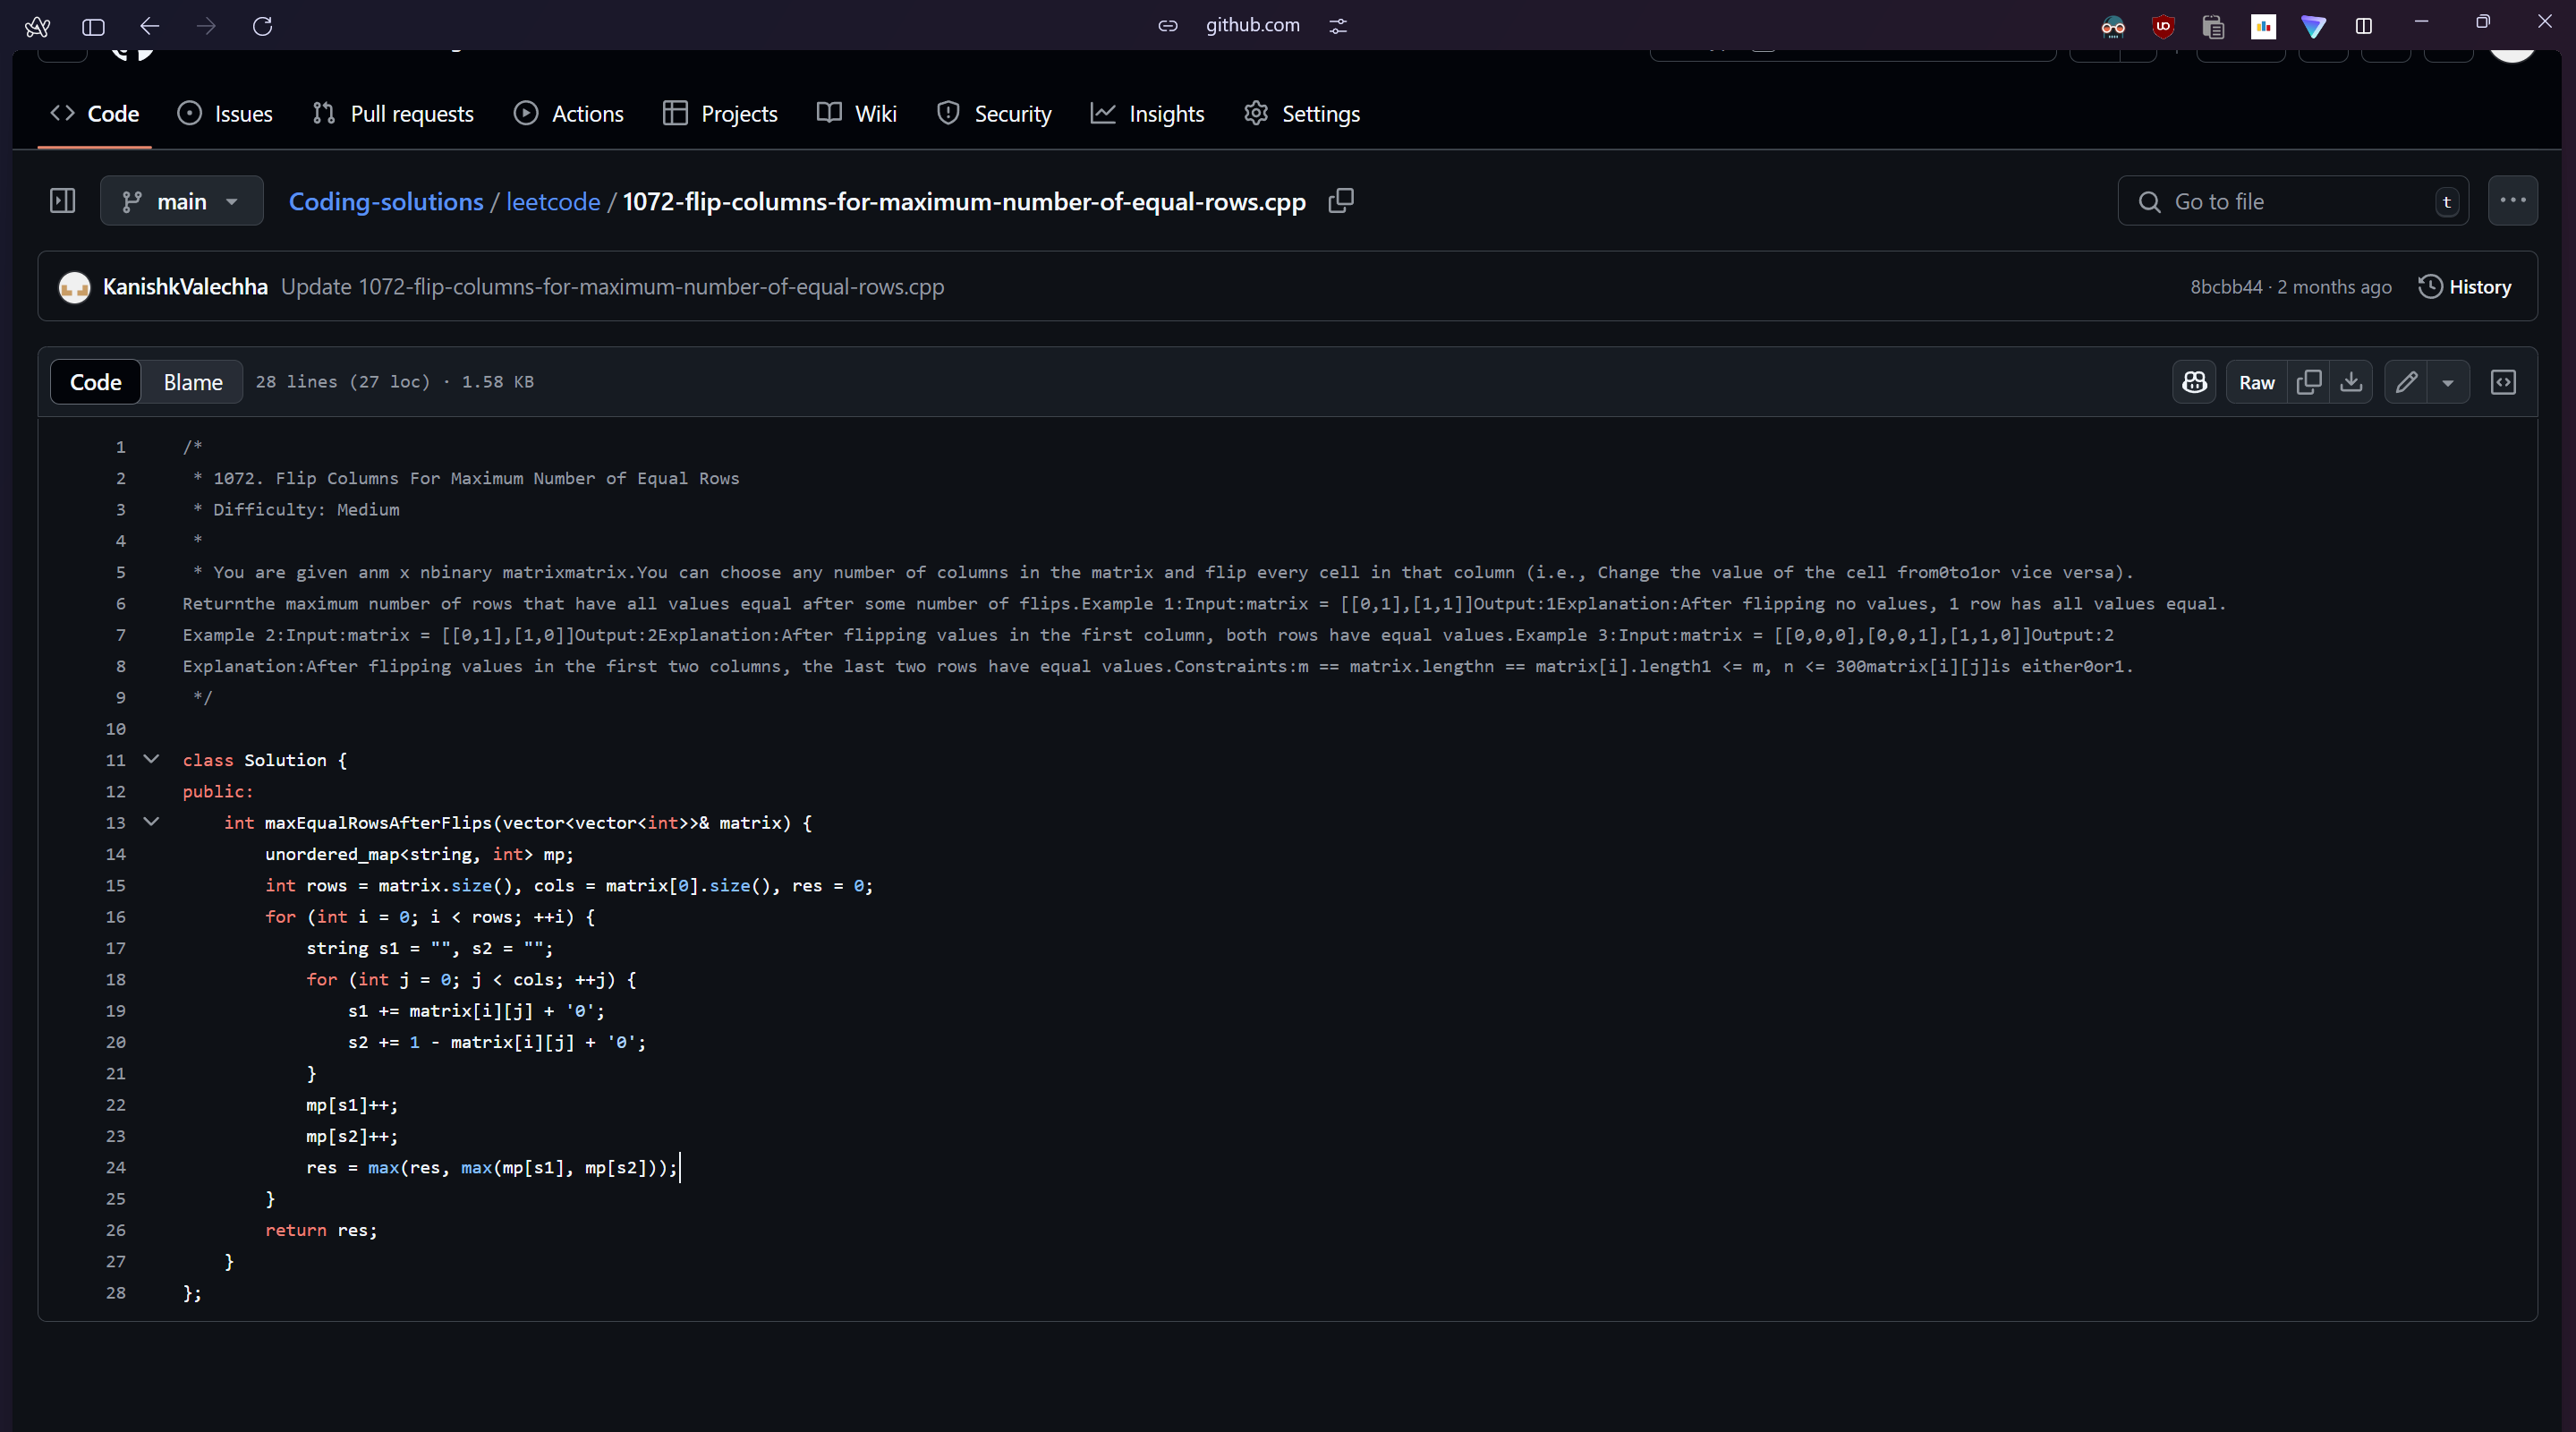 github.com
Code Issues Pull requests Actions Projects Wiki Security Insights Settings
main Coding-solutions / leetcode / 1072-flip-columns-for-maximum-number-of-equal-rows.cpp Go to file t
KanishkValechha Update 1072-flip-columns-for-maximum-number-of-equal-rows.cpp 8bcbb44 · 2 months ago History
Code Blame 28 lines (27 loc) · 1.58 KB Raw
1 /*
2  * 1072. Flip Columns For Maximum Number of Equal Rows
3  * Difficulty: Medium
4  *
5  * You are given anm x nbinary matrixmatrix.You can choose any number of columns in the matrix and flip every cell in that column (i.e., Change the value of the cell from0to1or vice versa).
6 Returnthe maximum number of rows that have all values equal after some number of flips.Example 1:Input:matrix = [[0,1],[1,1]]Output:1Explanation:After flipping no values, 1 row has all values equal.
7 Example 2:Input:matrix = [[0,1],[1,0]]Output:2Explanation:After flipping values in the first column, both rows have equal values.Example 3:Input:matrix = [[0,0,0],[0,0,1],[1,1,0]]Output:2
8 Explanation:After flipping values in the first two columns, the last two rows have equal values.Constraints:m == matrix.lengthn == matrix[i].length1 <= m, n <= 300matrix[i][j]is either0or1.
9  */
10
11 class Solution {
12 public:
13     int maxEqualRowsAfterFlips(vector<vector<int>>& matrix) {
14         unordered_map<string, int> mp;
15         int rows = matrix.size(), cols = matrix[0].size(), res = 0;
16         for (int i = 0; i < rows; ++i) {
17             string s1 = "", s2 = "";
18             for (int j = 0; j < cols; ++j) {
19                 s1 += matrix[i][j] + '0';
20                 s2 += 1 - matrix[i][j] + '0';
21             }
22             mp[s1]++;
23             mp[s2]++;
24             res = max(res, max(mp[s1], mp[s2]));
25         }
26         return res;
27     }
28 };